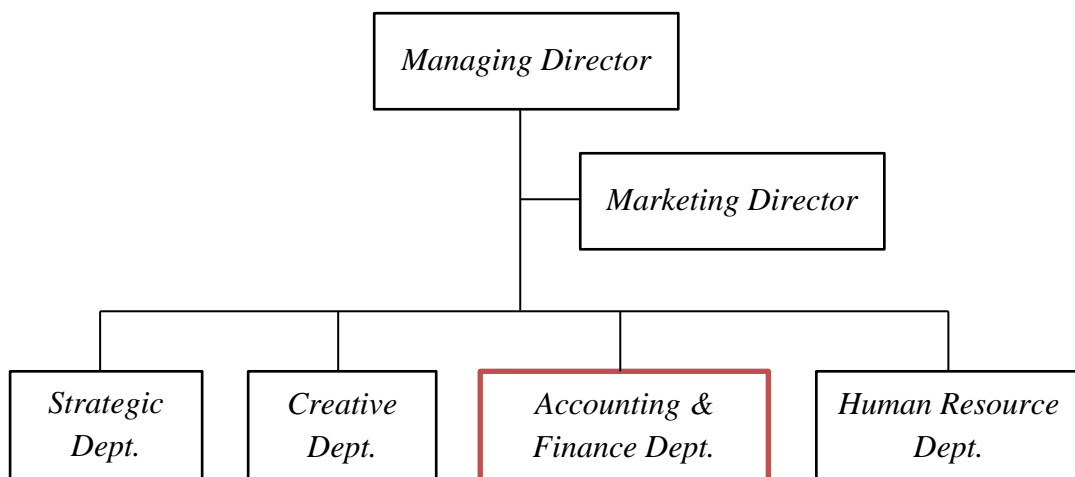 Managing Director
Marketing Director
Strategic
Dept.
Creative
Dept.
Accounting &
Finance Dept.
Human Resource
Dept.